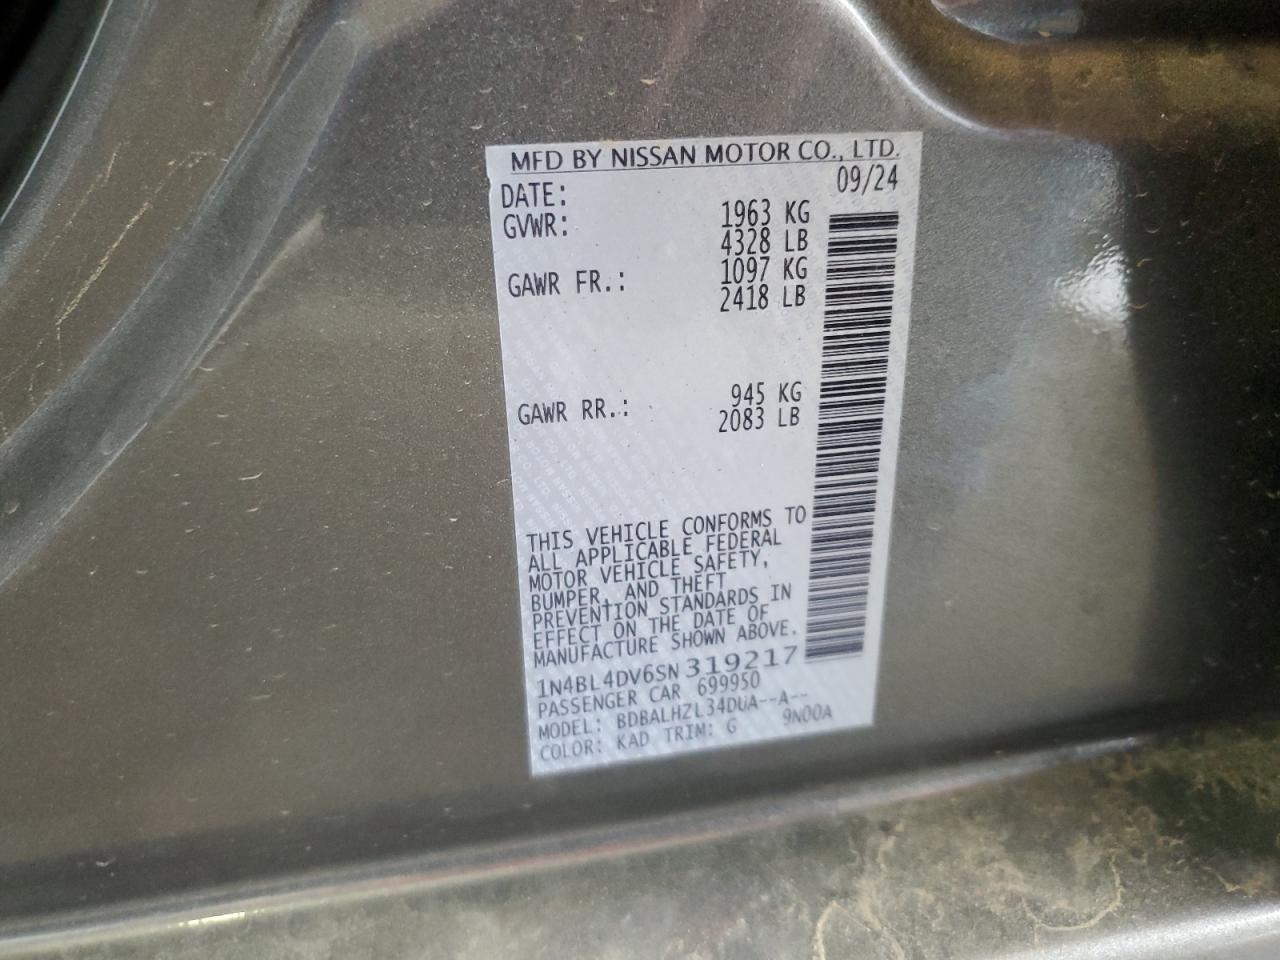 MFD BY NISSAN MOTOR CO., LTD.
DATE: 09/24
GVWR: 1963 KG
4328 LB
GAWR FR.: 1097 KG
2418 LB
GAWR RR.: 945 KG
2083 LB
THIS VEHICLE CONFORMS TO
ALL APPLICABLE FEDERAL
MOTOR VEHICLE SAFETY,
BUMPER, AND THEFT
PREVENTION STANDARDS IN
EFFECT ON THE DATE OF
MANUFACTURE SHOWN ABOVE.
1N4BL4DV6SN319217
PASSENGER CAR 699950
MODEL: BDBALHZL34DUA--A--
COLOR: KAD TRIM: G 9N00A